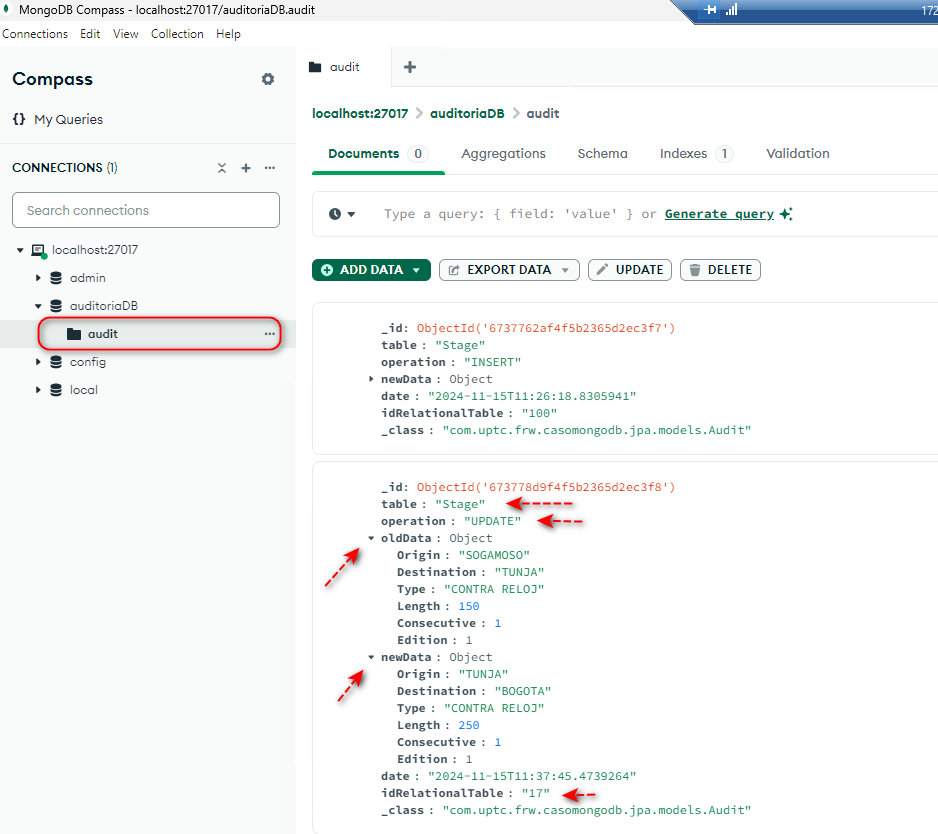 MongoDB Compass - localhost:27017/auditoriaDB.audit
172
Connections Edit View Collection Help
Compass
audit
My Queries
localhost:27017 > auditoriaDB > audit
CONNECTIONS (1)
Documents 0 Aggregations Schema Indexes 1 Validation
Search connections
Type a query: { field: 'value' } or Generate query
localhost:27017
admin
auditoriaDB
audit
config
local
ADD DATA EXPORT DATA UPDATE DELETE
_id: ObjectId('6737762af4f5b2365d2ec3f7')
table : "Stage"
operation : "INSERT"
newData : Object
date : "2024-11-15T11:26:18.8305941"
idRelationalTable : "100"
_class : "com.uptc.frw.casomongodb.jpa.models.Audit"
_id: ObjectId('673778d9f4f5b2365d2ec3f8')
table : "Stage"
operation : "UPDATE"
oldData : Object
Origin : "SOGAMOSO"
Destination : "TUNJA"
Type : "CONTRA RELOJ"
Length : 150
Consecutive : 1
Edition : 1
newData : Object
Origin : "TUNJA"
Destination : "BOGOTA"
Type : "CONTRA RELOJ"
Length : 250
Consecutive : 1
Edition : 1
date : "2024-11-15T11:37:45.4739264"
idRelationalTable : "17"
_class : "com.uptc.frw.casomongodb.jpa.models.Audit"